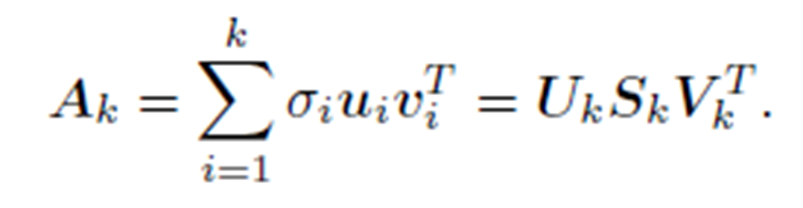 $A_k = \sum_{i=1}^{k} \sigma_i u_i v_i^T = U_k S_k V_k^T.$